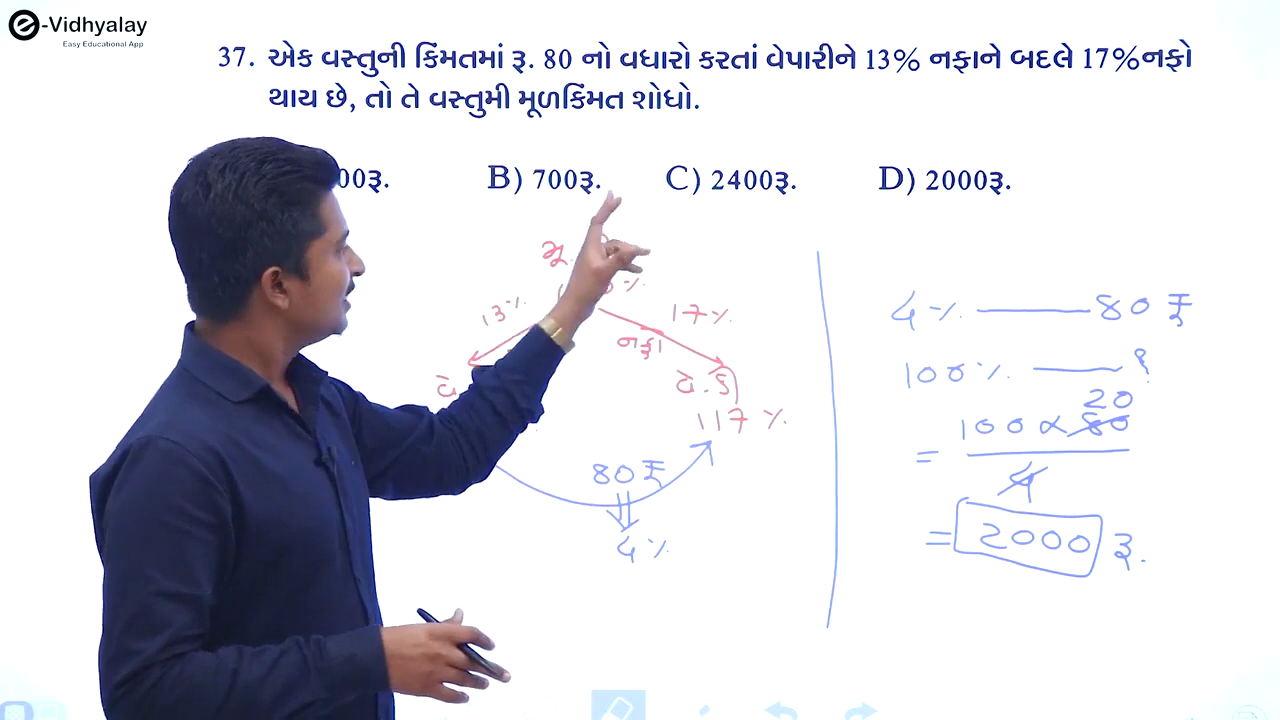 e-Vidhyalay
Easy Educational App
37. એક વસ્તુની કિંમતમાં રૂ. 80 નો વધારો કરતાં વેપારીને 13% નફાને બદલે 17%નફો
થાય છે, તો તે વસ્તુમી મૂળકિંમત શોધો.
00રૂ. B) 700રૂ. C) 2400રૂ. D) 2000રૂ.
મૂ.
13% 17%
નફા
વે. કિ
117 %
80 ₹
4 %
4 % 80 ₹
100 % ?
20
= 100 × 80
4
= 2000 રૂ.